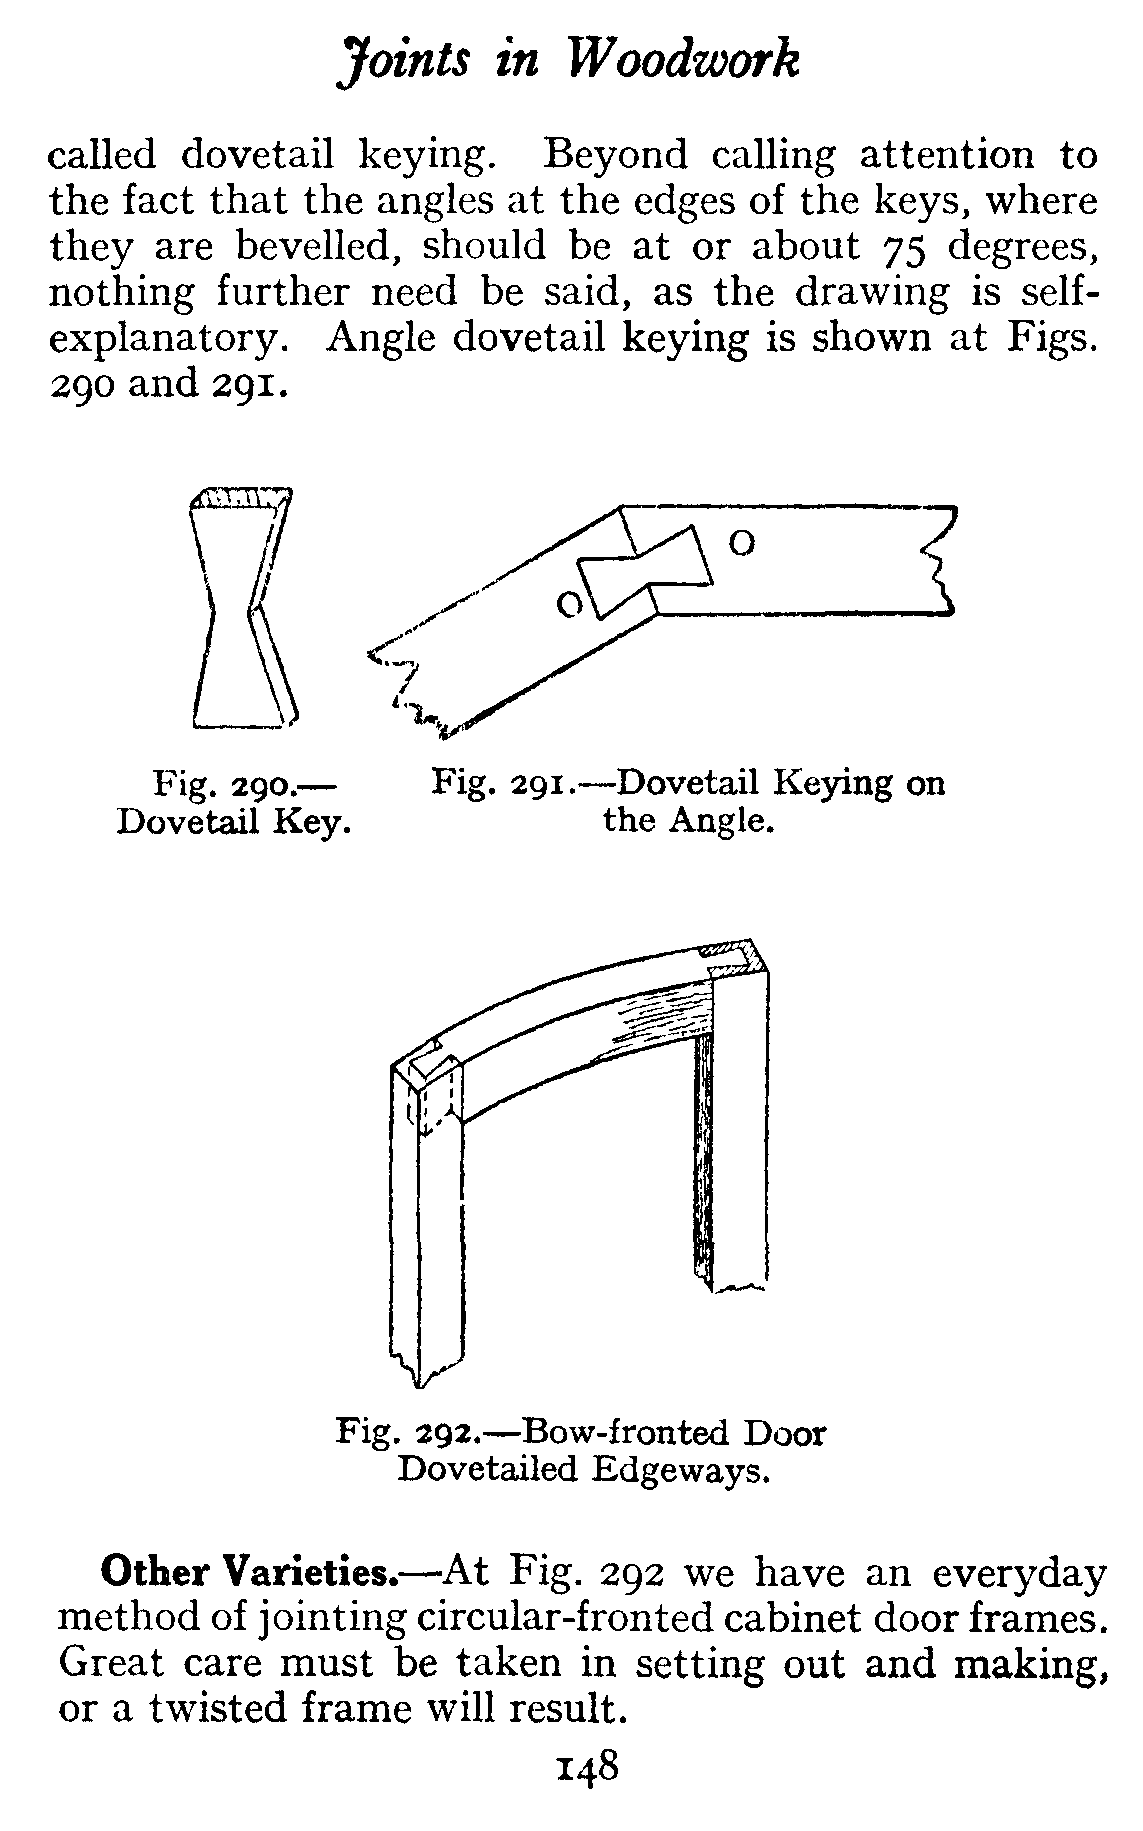 Joints in Woodwork
called dovetail keying. Beyond calling attention to
the fact that the angles at the edges of the keys, where
they are bevelled, should be at or about 75 degrees,
nothing further need be said, as the drawing is self-
explanatory. Angle dovetail keying is shown at Figs.
290 and 291.
Fig. 290.—
Dovetail Key.
Fig. 291.—Dovetail Keying on
the Angle.
Fig. 292.—Bow-fronted Door
Dovetailed Edgeways.
Other Varieties.—At Fig. 292 we have an everyday
method of jointing circular-fronted cabinet door frames.
Great care must be taken in setting out and making,
or a twisted frame will result.
148